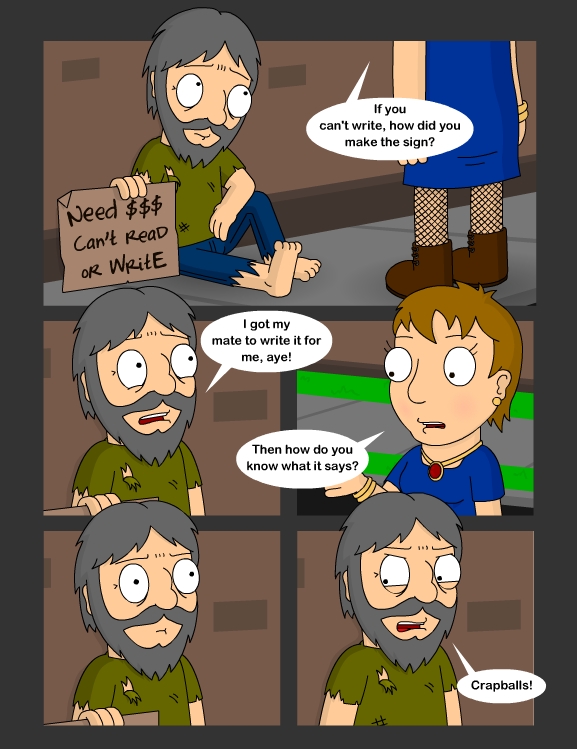 If you
can't write, how did you
make the sign?
Need $$$
Can't ReaD
or WritE
I got my
mate to write it for
me, aye!
Then how do you
know what it says?
Crapballs!